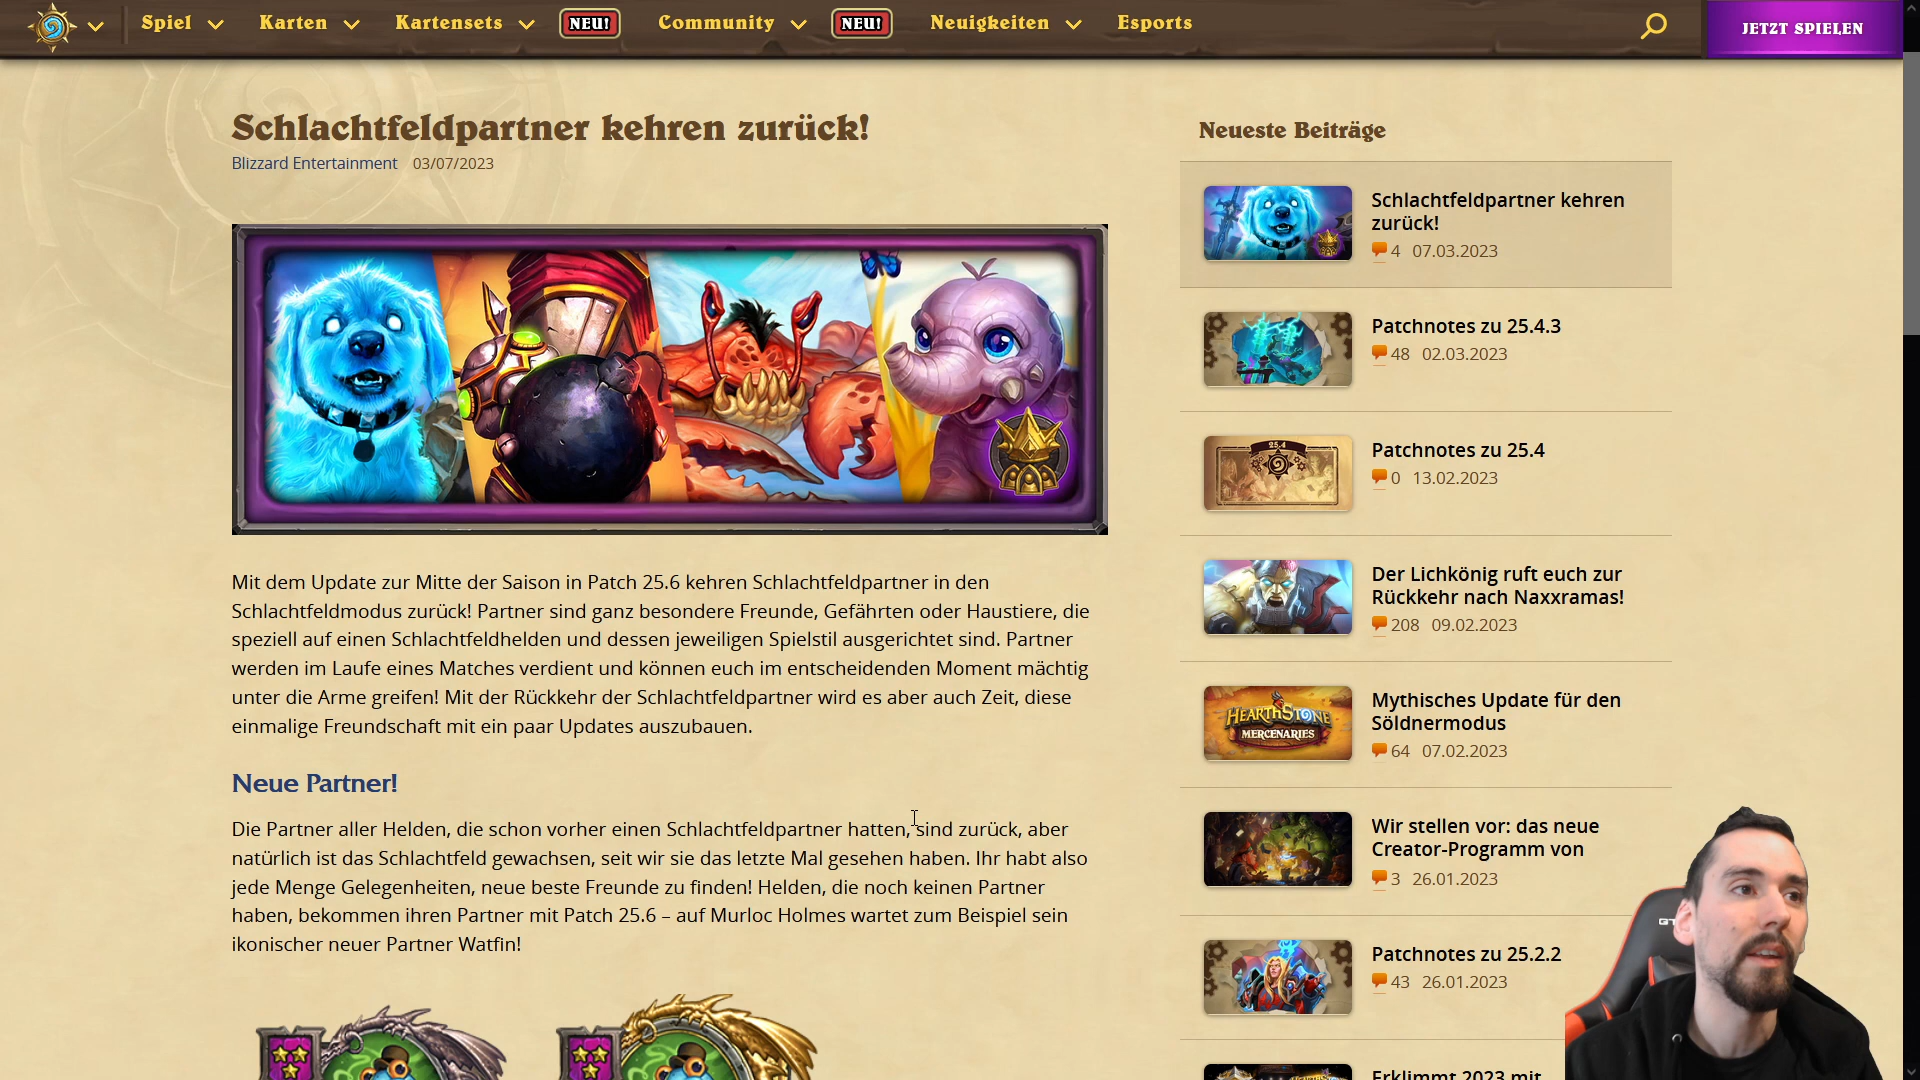 Spiel
Karten
Kartensets
NEU!
Community
NEU!
Neuigkeiten
Esports
JETZT SPIELEN
Schlachtfeldpartner kehren zurück!
Blizzard Entertainment 03/07/2023
Mit dem Update zur Mitte der Saison in Patch 25.6 kehren Schlachtfeldpartner in den
Schlachtfeldmodus zurück! Partner sind ganz besondere Freunde, Gefährten oder Haustiere, die
speziell auf einen Schlachtfeldhelden und dessen jeweiligen Spielstil ausgerichtet sind. Partner
werden im Laufe eines Matches verdient und können euch im entscheidenden Moment mächtig
unter die Arme greifen! Mit der Rückkehr der Schlachtfeldpartner wird es aber auch Zeit, diese
einmalige Freundschaft mit ein paar Updates auszubauen.
Neue Partner!
Die Partner aller Helden, die schon vorher einen Schlachtfeldpartner hatten, sind zurück, aber
natürlich ist das Schlachtfeld gewachsen, seit wir sie das letzte Mal gesehen haben. Ihr habt also
jede Menge Gelegenheiten, neue beste Freunde zu finden! Helden, die noch keinen Partner
haben, bekommen ihren Partner mit Patch 25.6 – auf Murloc Holmes wartet zum Beispiel sein
ikonischer neuer Partner Watfin!
Neueste Beiträge
Schlachtfeldpartner kehren
zurück!
4 07.03.2023
Patchnotes zu 25.4.3
48 02.03.2023
25.4
Patchnotes zu 25.4
0 13.02.2023
Der Lichkönig ruft euch zur
Rückkehr nach Naxxramas!
208 09.02.2023
HEARTHSTONE
MERCENARIES
Mythisches Update für den
Söldnermodus
64 07.02.2023
Wir stellen vor: das neue
Creator-Programm von
3 26.01.2023
Patchnotes zu 25.2.2
43 26.01.2023
Erklimmt 2023 mit
GT